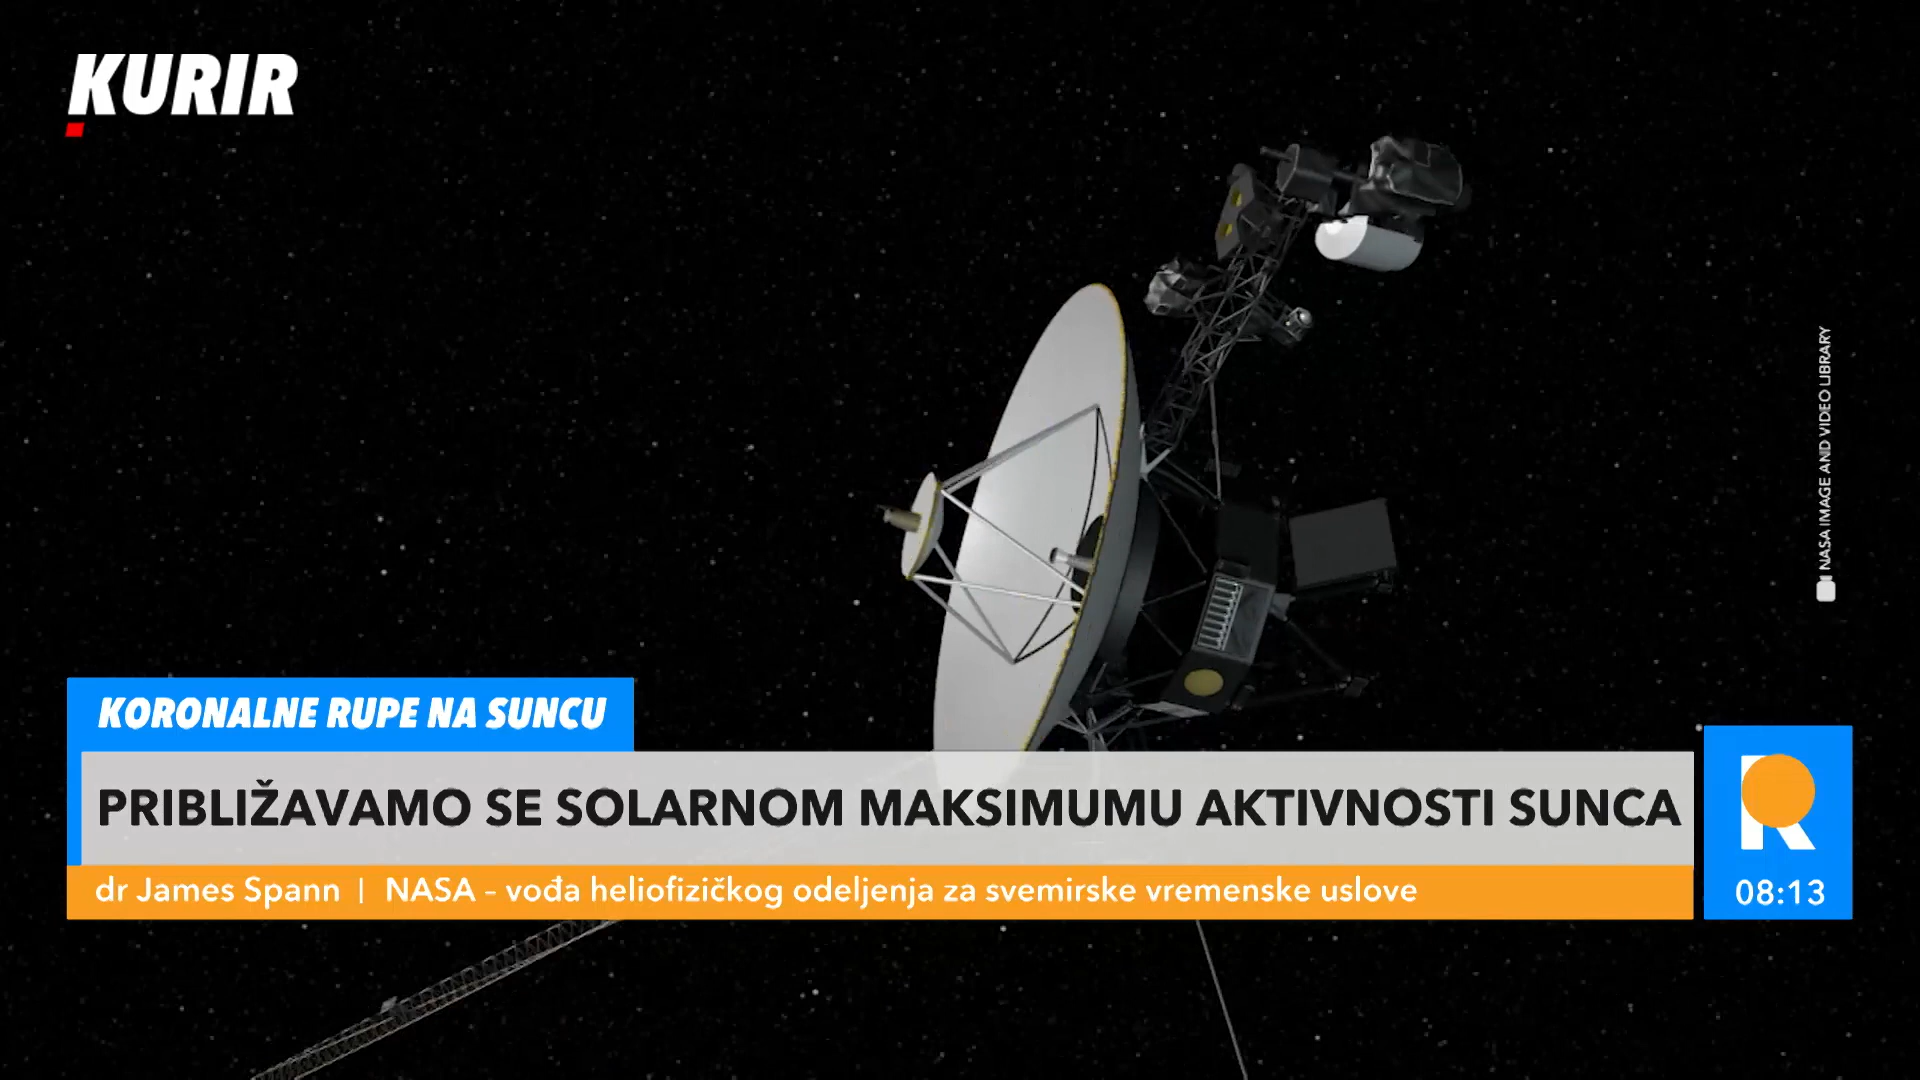 KURIR
NASA IMAGE AND VIDEO LIBRARY
KORONALNE RUPE NA SUNCU
PRIBLIŽAVAMO SE SOLARNOM MAKSIMUMU AKTIVNOSTI SUNCA
dr James Spann | NASA – vođa heliofizičkog odeljenja za svemirske vremenske uslove
R
08:13